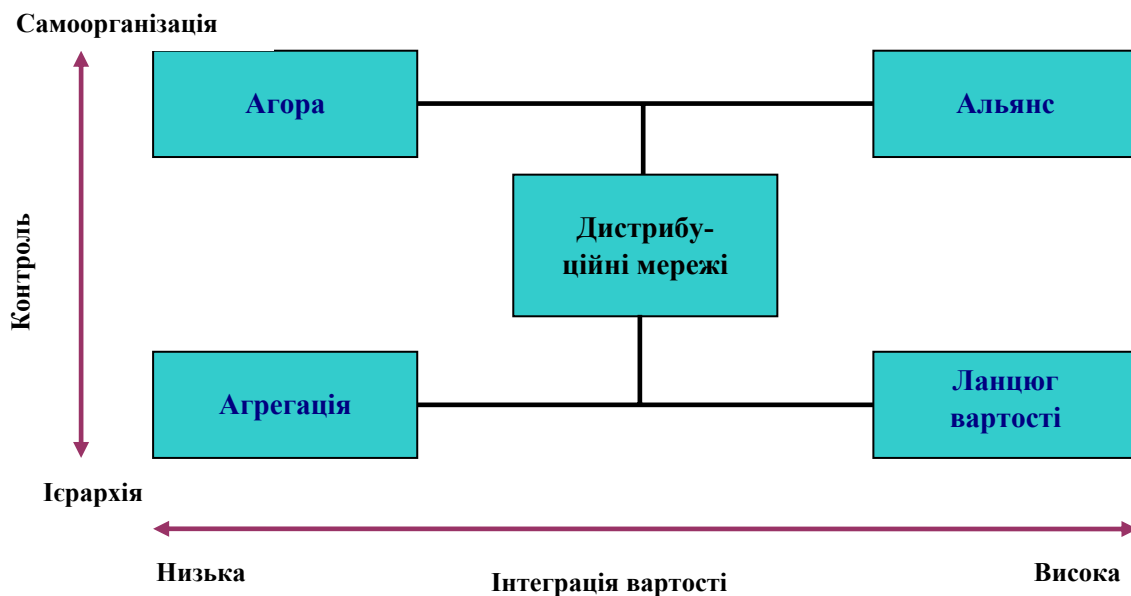 Самоорганізація
Агора
Альянс
Дистрибу-
ційні мережі
Контроль
Агрегація
Ланцюг
вартості
Ієрархія
Низька
Інтеграція вартості
Висока